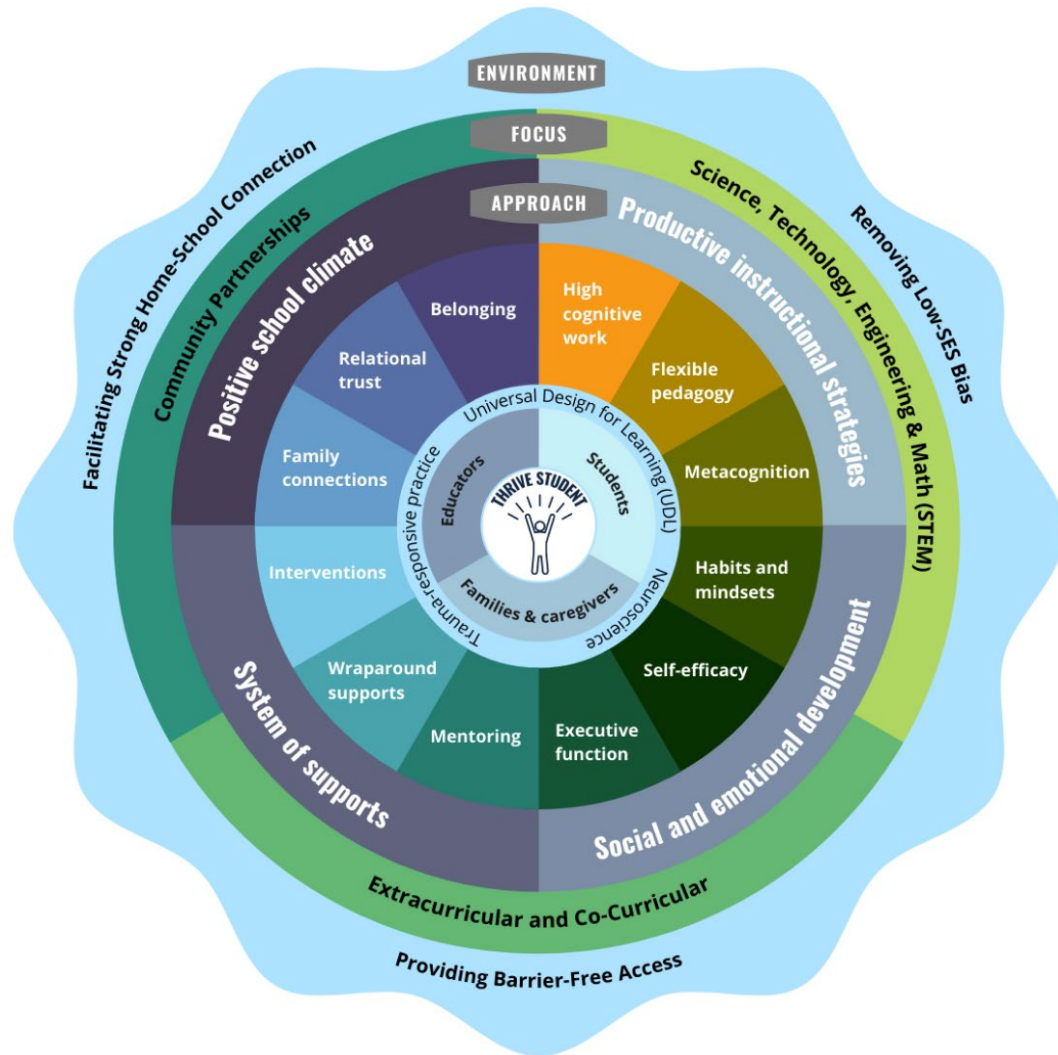 ENVIRONMENT
FOCUS
APPROACH
Facilitating Strong Home-School Connection
Removing Low-SES Bias
Providing Barrier-Free Access
Community Partnerships
Science, Technology, Engineering & Math (STEM)
Extracurricular and Co-Curricular
Positive school climate
Productive instructional strategies
Social and emotional development
System of supports
Belonging
High
cognitive
work
Flexible
pedagogy
Metacognition
Habits and
mindsets
Self-efficacy
Executive
function
Mentoring
Wraparound
supports
Interventions
Family
connections
Relational
trust
Universal Design for Learning (UDL)
Neuroscience
Trauma-responsive practice
Educators
Students
Families & caregivers
THRIVE STUDENT